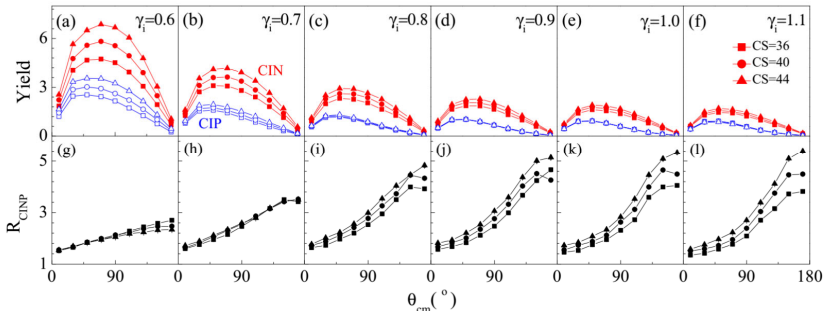 (a) γi=0.6 (b) γi=0.7 (c) γi=0.8 (d) γi=0.9 (e) γi=1.0 (f) γi=1.1
CIN
CIP
CS=36
CS=40
CS=44
Yield
6
3
0
(g) (h) (i) (j) (k) (l)
R_CINP
5
3
1
0 90 0 90 0 90 0 90 0 90 0 90 180
θcm(°)